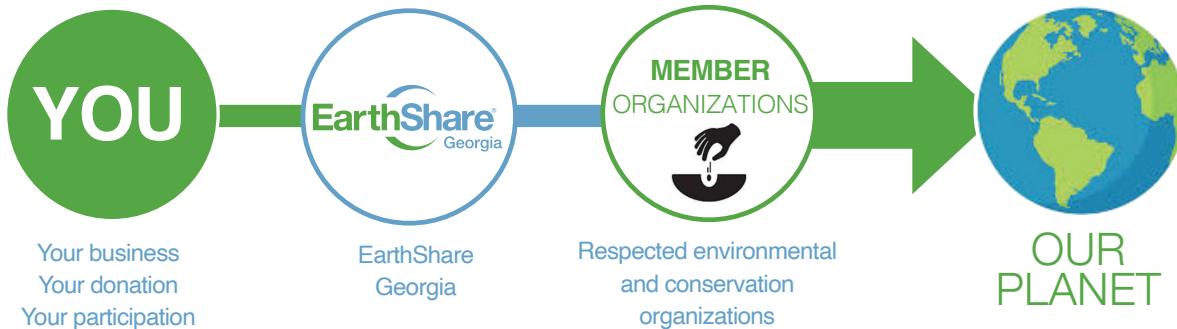 YOU
Your business
Your donation
Your participation
EarthShare®
Georgia
EarthShare
Georgia
MEMBER
ORGANIZATIONS
Respected environmental
and conservation
organizations
OUR
PLANET